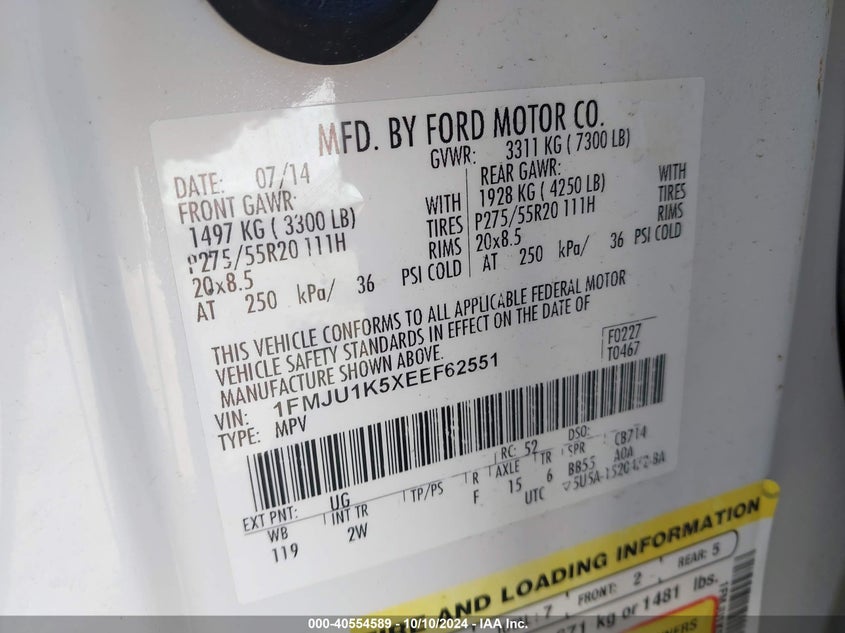 MFD. BY FORD MOTOR CO.
DATE: 07/14 GVWR: 3311 KG ( 7300 LB)
FRONT GAWR: REAR GAWR:
1497 KG ( 3300 LB) WITH 1928 KG ( 4250 LB) WITH
P275/55R20 111H TIRES P275/55R20 111H TIRES
20x8.5 RIMS 20x8.5 RIMS
AT 250 kPa/ 36 PSI COLD AT 250 kPa/ 36 PSI COLD
THIS VEHICLE CONFORMS TO ALL APPLICABLE FEDERAL MOTOR
VEHICLE SAFETY STANDARDS IN EFFECT ON THE DATE OF
MANUFACTURE SHOWN ABOVE.
F0227
T0467
VIN: 1FMJU1K5XEEF62551
TYPE: MPV
EXT PNT: UG RC: 52 DSO:
WB INT TR TP/PS R AXLE TR SPR CB714
119 2W F 15 6 BB55 AOA
UTC
TIRE AND LOADING INFORMATION
7 FRONT: 2 REAR: 5
kg or 1481 lbs.
000-40554589 - 10/10/2024 - IAA Inc.